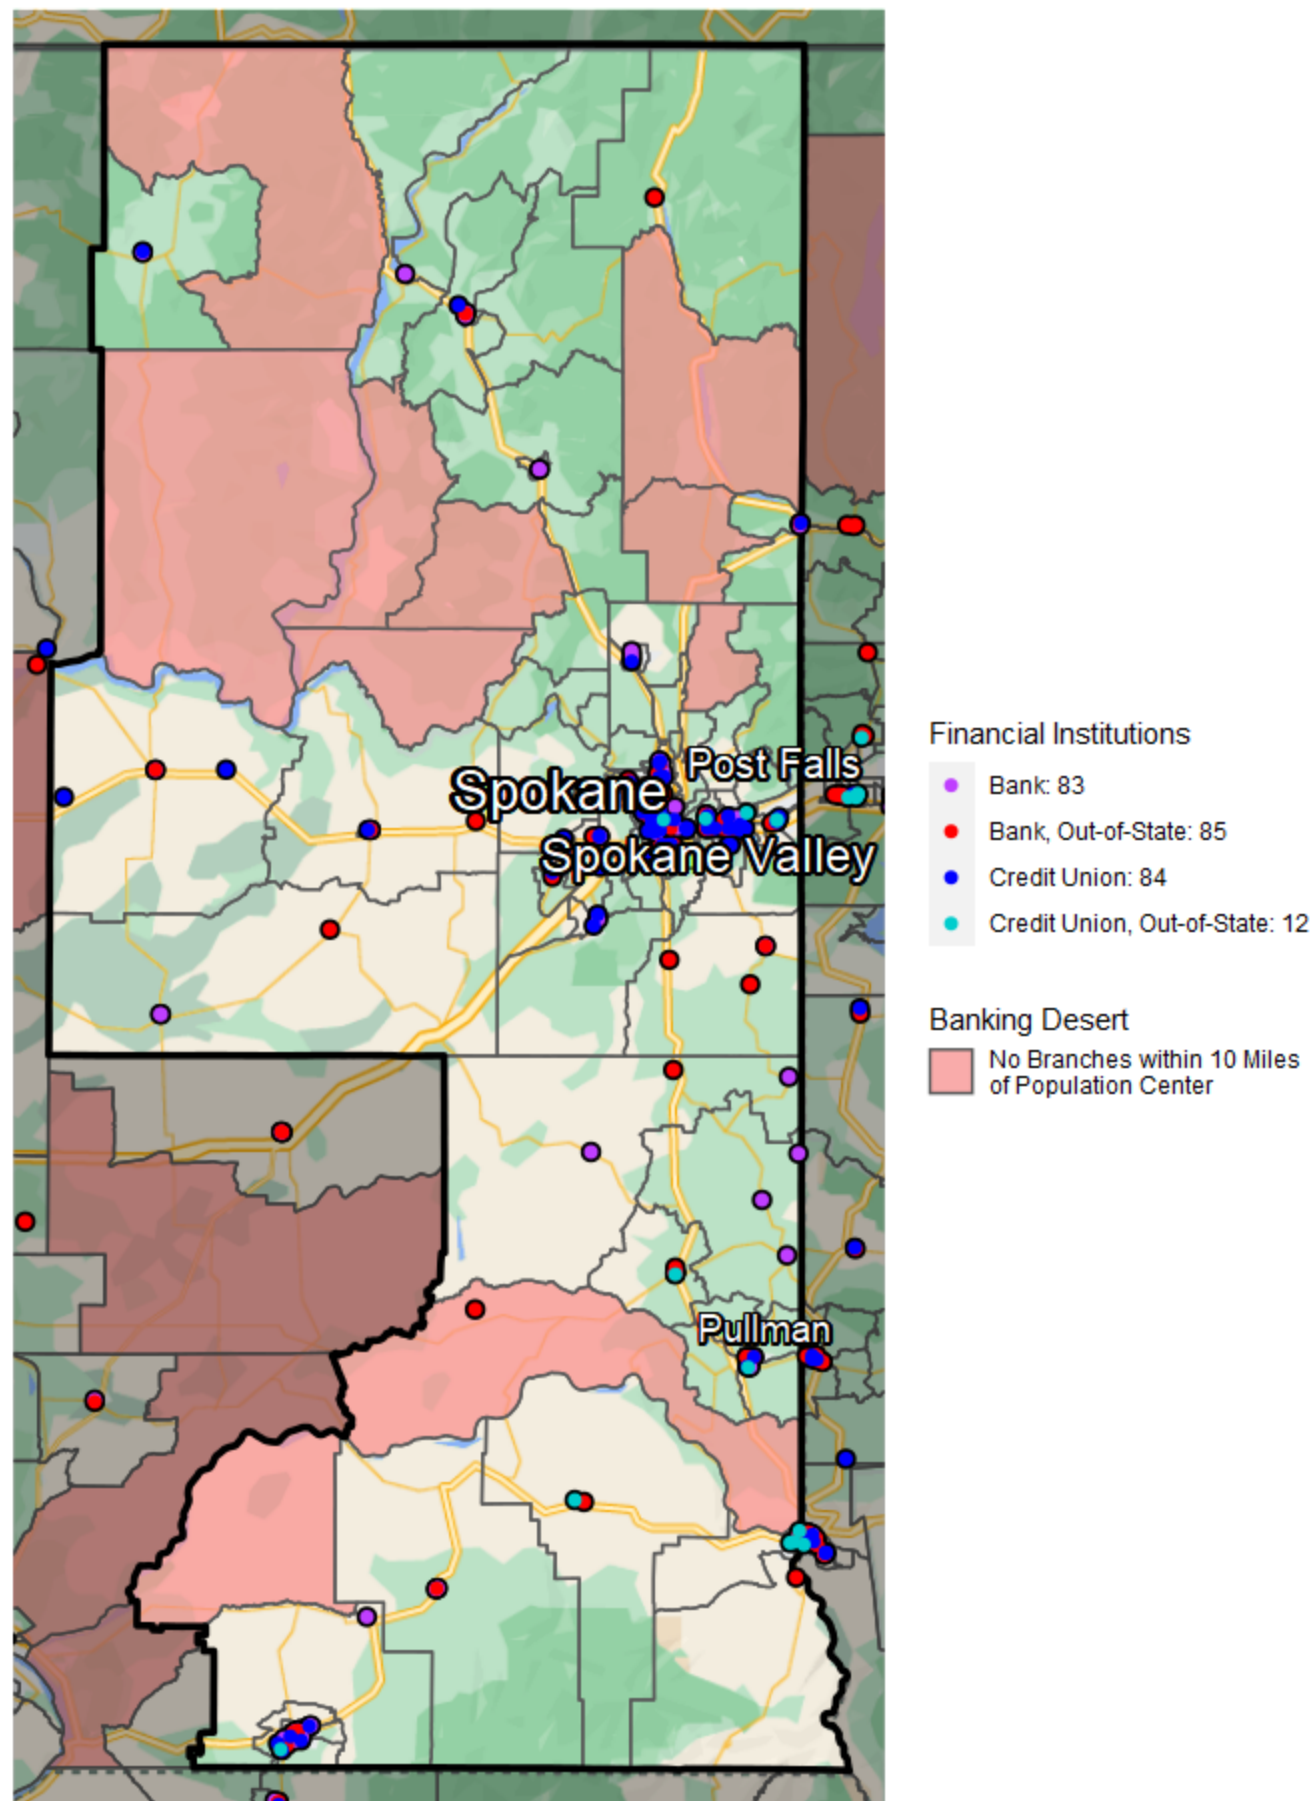 Post Falls
Spokane
Spokane Valley
Pullman
Financial Institutions
Bank: 83
Bank, Out-of-State: 85
Credit Union: 84
Credit Union, Out-of-State: 12
Banking Desert
No Branches within 10 Miles
of Population Center